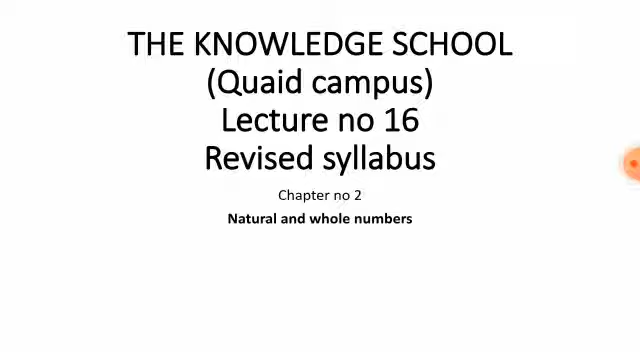 THE KNOWLEDGE SCHOOL
(Quaid campus)
Lecture no 16
Revised syllabus
Chapter no 2
Natural and whole numbers